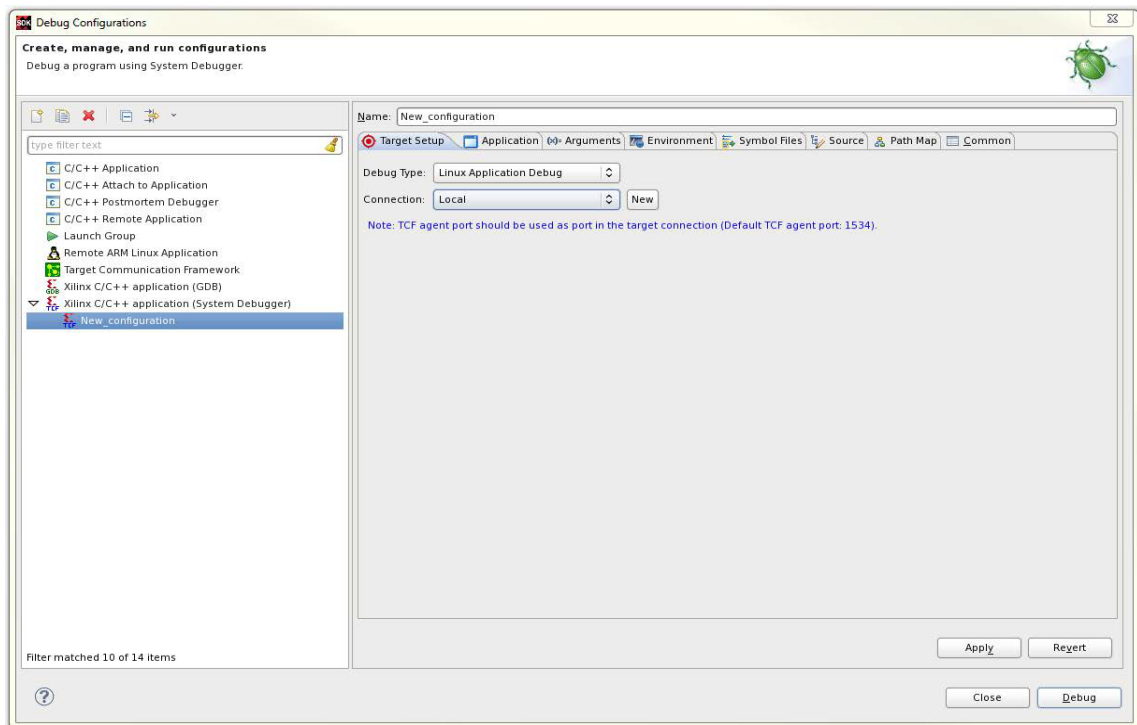 SDK Debug Configurations
Create, manage, and run configurations
Debug a program using System Debugger.
type filter text
C/C++ Application
C/C++ Attach to Application
C/C++ Postmortem Debugger
C/C++ Remote Application
Launch Group
Remote ARM Linux Application
Target Communication Framework
GDB Xilinx C/C++ application (GDB)
TCF Xilinx C/C++ application (System Debugger)
TCF New_configuration
Filter matched 10 of 14 items
Name: New_configuration
Target Setup Application (x)= Arguments Environment Symbol Files Source Path Map Common
Debug Type: Linux Application Debug
Connection: Local New
Note: TCF agent port should be used as port in the target connection (Default TCF agent port: 1534).
Apply Revert
? Close Debug